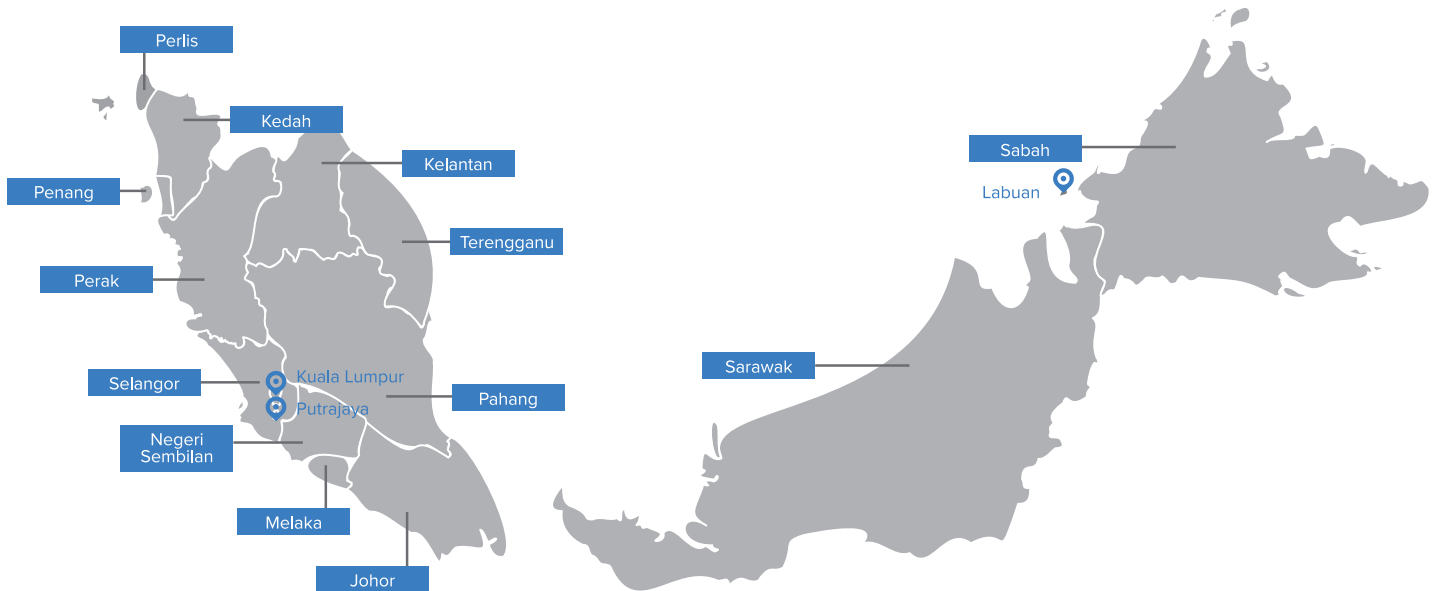 Perlis
Kedah
Kelantan
Penang
Terengganu
Perak
Selangor
Kuala Lumpur
Putrajaya
Pahang
Negeri
Sembilan
Melaka
Johor
Sabah
Labuan
Sarawak